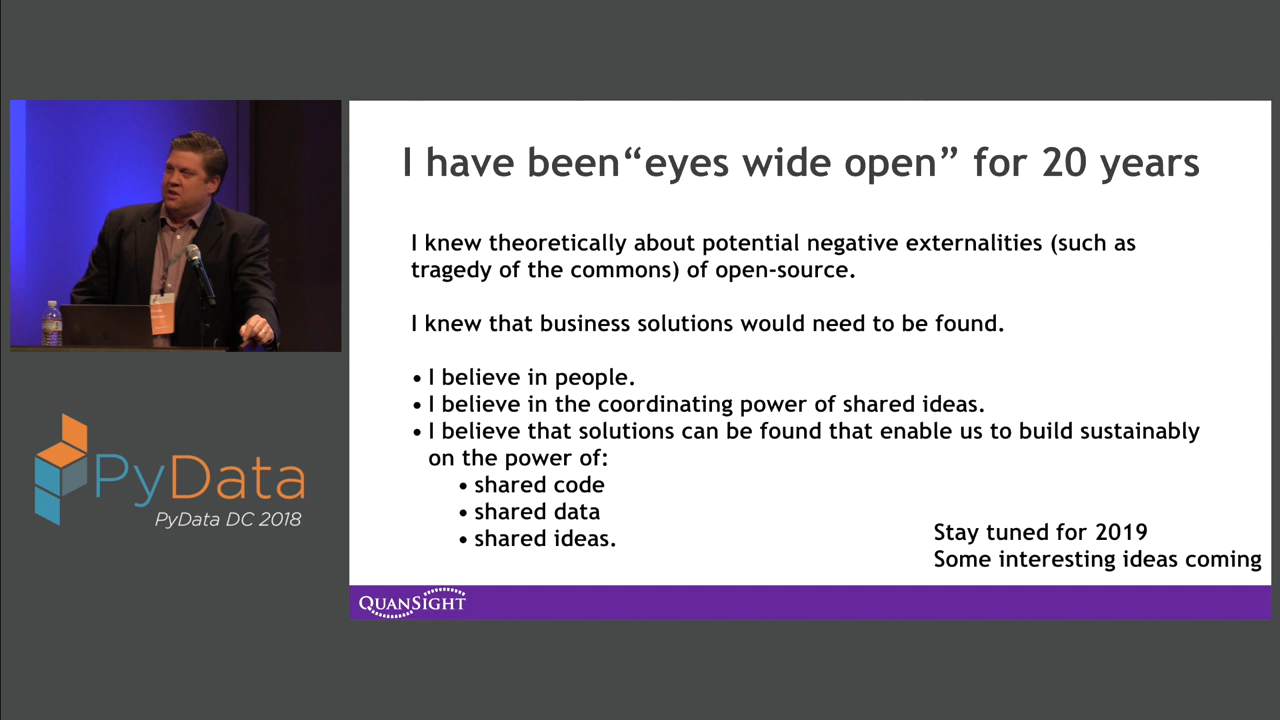 I have been“eyes wide open” for 20 years
I knew theoretically about potential negative externalities (such as
tragedy of the commons) of open-source.
I knew that business solutions would need to be found.
• I believe in people.
• I believe in the coordinating power of shared ideas.
• I believe that solutions can be found that enable us to build sustainably
on the power of:
• shared code
• shared data
• shared ideas.
Stay tuned for 2019
Some interesting ideas coming
QUANSIGHT
PyData
PyData DC 2018